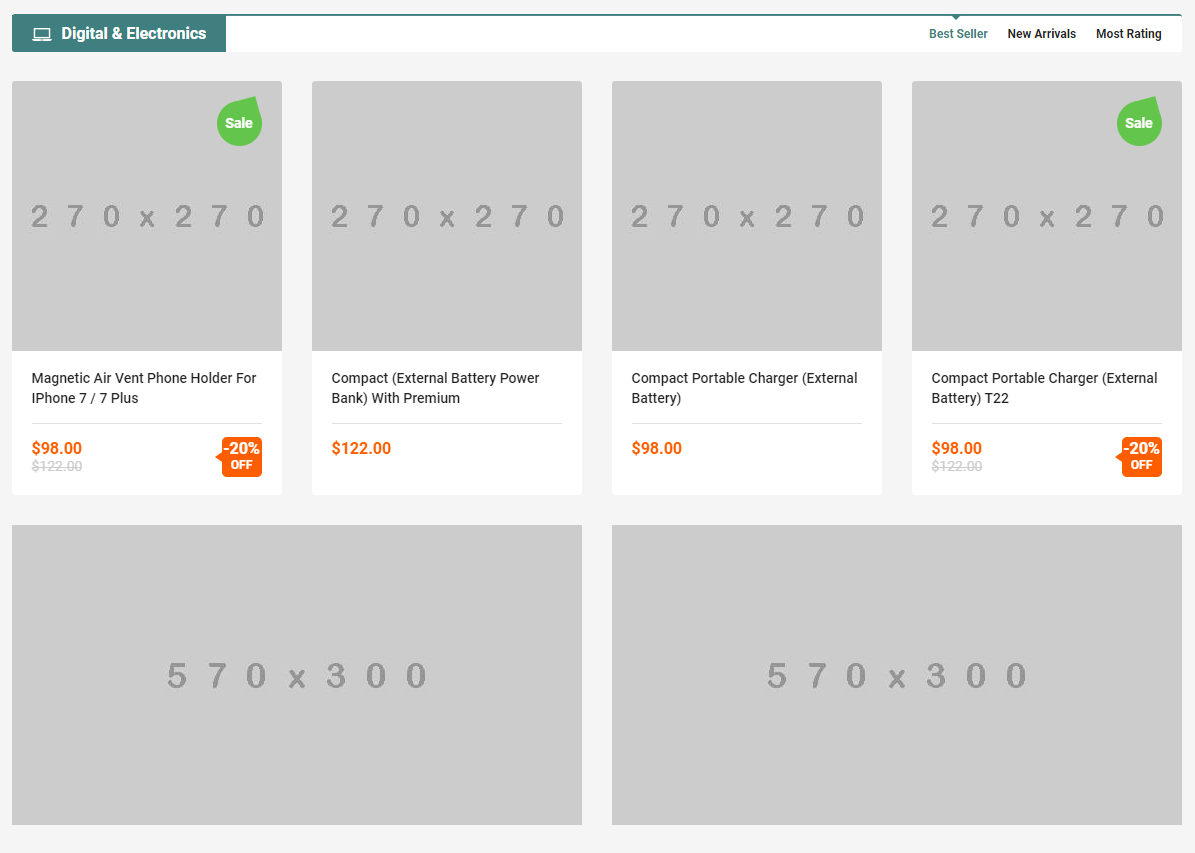 Digital & Electronics
Best Seller New Arrivals Most Rating
Sale
270x270
Magnetic Air Vent Phone Holder For
IPhone 7 / 7 Plus
$98.00
$122.00
-20%
OFF
270x270
Compact (External Battery Power
Bank) With Premium
$122.00
270x270
Compact Portable Charger (External
Battery)
$98.00
Sale
270x270
Compact Portable Charger (External
Battery) T22
$98.00
$122.00
-20%
OFF
570x300
570x300